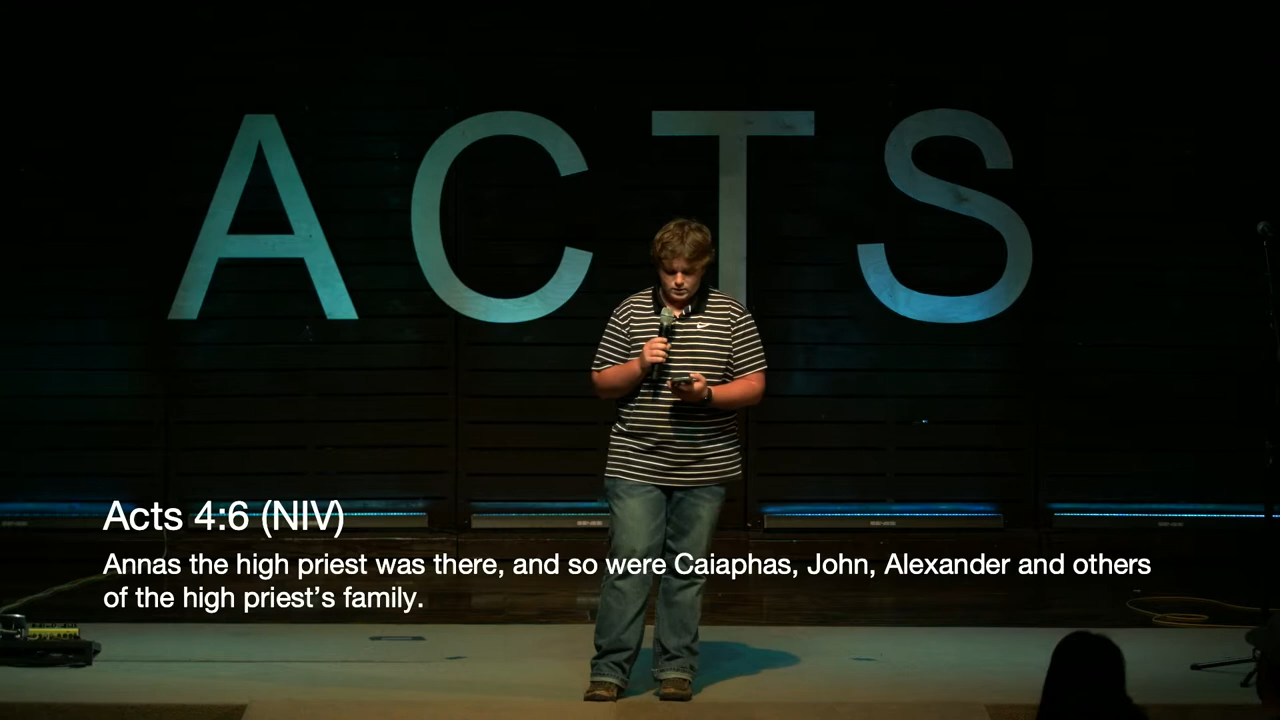 ACTS
Acts 4:6 (NIV)
Annas the high priest was there, and so were Caiaphas, John, Alexander and others
of the high priest’s family.